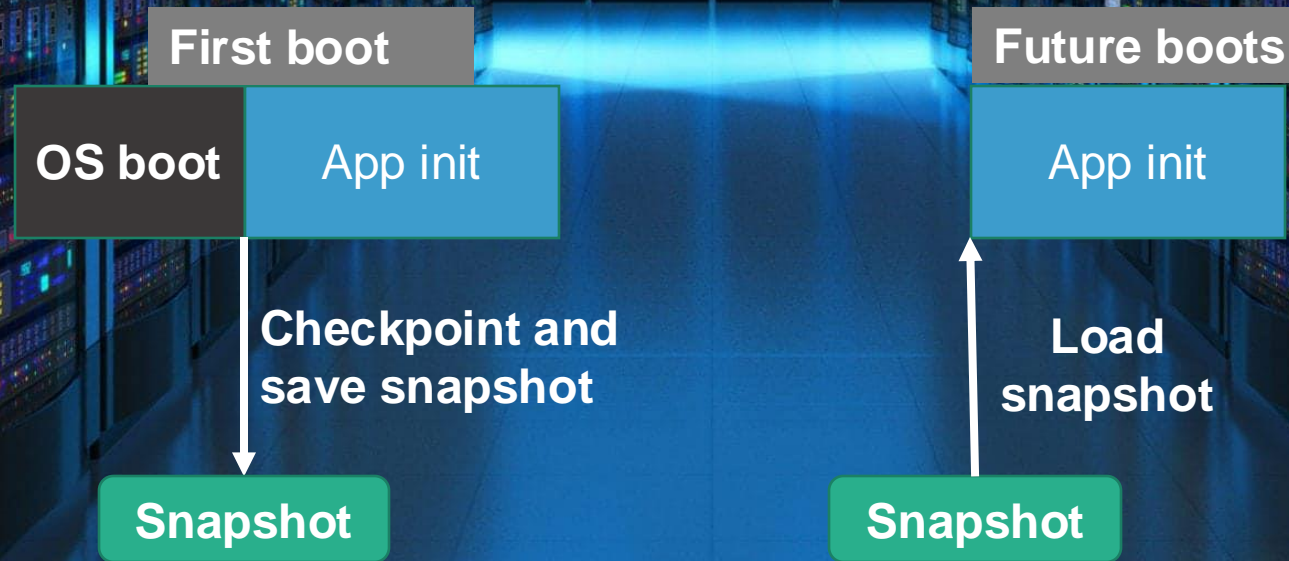 First boot
Future boots
OS boot
App init
App init
Checkpoint and
save snapshot
Load
snapshot
Snapshot
Snapshot